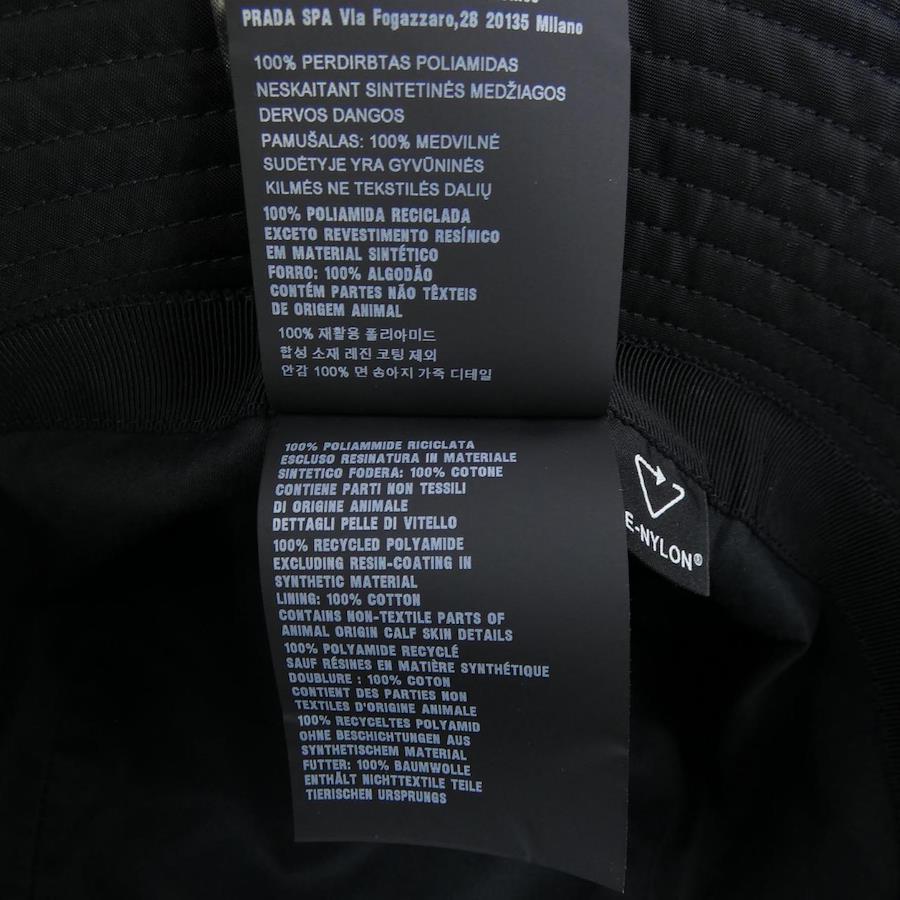 PRADA SPA Via Fogazzaro,28 20135 Milano
100% PERDIRBTAS POLIAMIDAS
NESKAITANT SINTETINĖS MEDŽIAGOS
DERVOS DANGOS
PAMUŠALAS: 100% MEDVILNĖ
SUDĖTYJE YRA GYVŪNINĖS
KILMĖS NE TEKSTILĖS DALIŲ
100% POLIAMIDA RECICLADA
EXCETO REVESTIMENTO RESÍNICO
EM MATERIAL SINTÉTICO
FORRO: 100% ALGODÃO
CONTÉM PARTES NÃO TÊXTEIS
DE ORIGEM ANIMAL
100% 재활용 폴리아미드
합성 소재 레진 코팅 제외
안감 100% 면 송아지 가죽 디테일
100% POLIAMMIDE RICICLATA
ESCLUSO RESINATURA IN MATERIALE
SINTETICO FODERA: 100% COTONE
CONTIENE PARTI NON TESSILI
DI ORIGINE ANIMALE
DETTAGLI PELLE DI VITELLO
100% RECYCLED POLYAMIDE
EXCLUDING RESIN-COATING IN
SYNTHETIC MATERIAL
LINING: 100% COTTON
CONTAINS NON-TEXTILE PARTS OF
ANIMAL ORIGIN CALF SKIN DETAILS
100% POLYAMIDE RECYCLÉ
SAUF RÉSINES EN MATIÈRE SYNTHÉTIQUE
DOUBLURE : 100% COTON
CONTIENT DES PARTIES NON
TEXTILES D'ORIGINE ANIMALE
100% RECYCELTES POLYAMID
OHNE BESCHICHTUNGEN AUS
SYNTHETISCHEM MATERIAL
FUTTER: 100% BAUMWOLLE
ENTHÄLT NICHTTEXTILE TEILE
TIERISCHEN URSPRUNGS
E-NYLON®